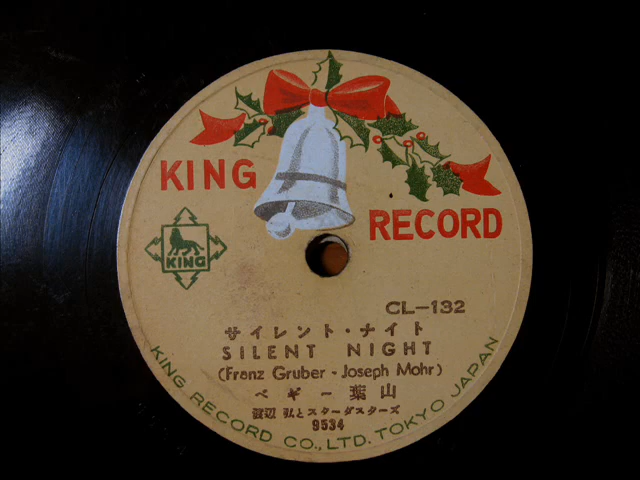 KING
RECORD
KING
CL-132
サイレント・ナイト
SILENT NIGHT
(Franz Gruber - Joseph Mohr)
ペギー葉山
渡辺 弘とスターダスターズ
9534
KING RECORD CO., LTD. TOKYO JAPAN